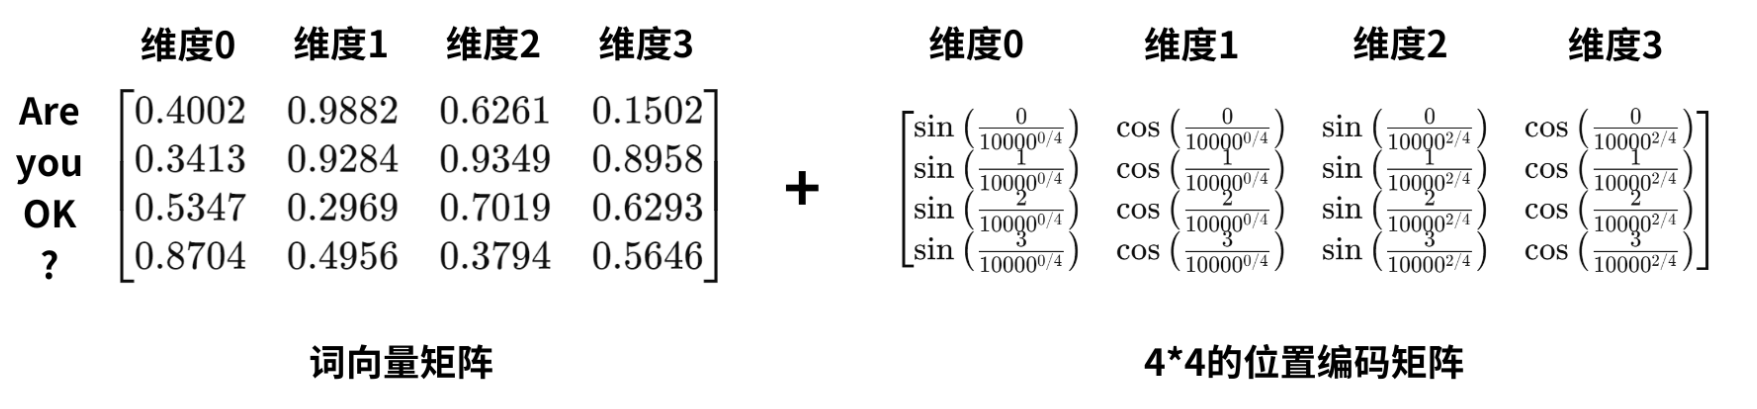 维度0 维度1 维度2 维度3 维度0 维度1 维度2 维度3
Are 0.4002 0.9882 0.6261 0.1502 sin(0/10000^{0/4}) cos(0/10000^{0/4}) sin(0/10000^{2/4}) cos(0/10000^{2/4})
you 0.3413 0.9284 0.9349 0.8958 + sin(1/10000^{0/4}) cos(1/10000^{0/4}) sin(1/10000^{2/4}) cos(1/10000^{2/4})
OK 0.5347 0.2969 0.7019 0.6293 sin(2/10000^{0/4}) cos(2/10000^{0/4}) sin(2/10000^{2/4}) cos(2/10000^{2/4})
? 0.8704 0.4956 0.3794 0.5646 sin(3/10000^{0/4}) cos(3/10000^{0/4}) sin(3/10000^{2/4}) cos(3/10000^{2/4})
词向量矩阵 4*4的位置编码矩阵